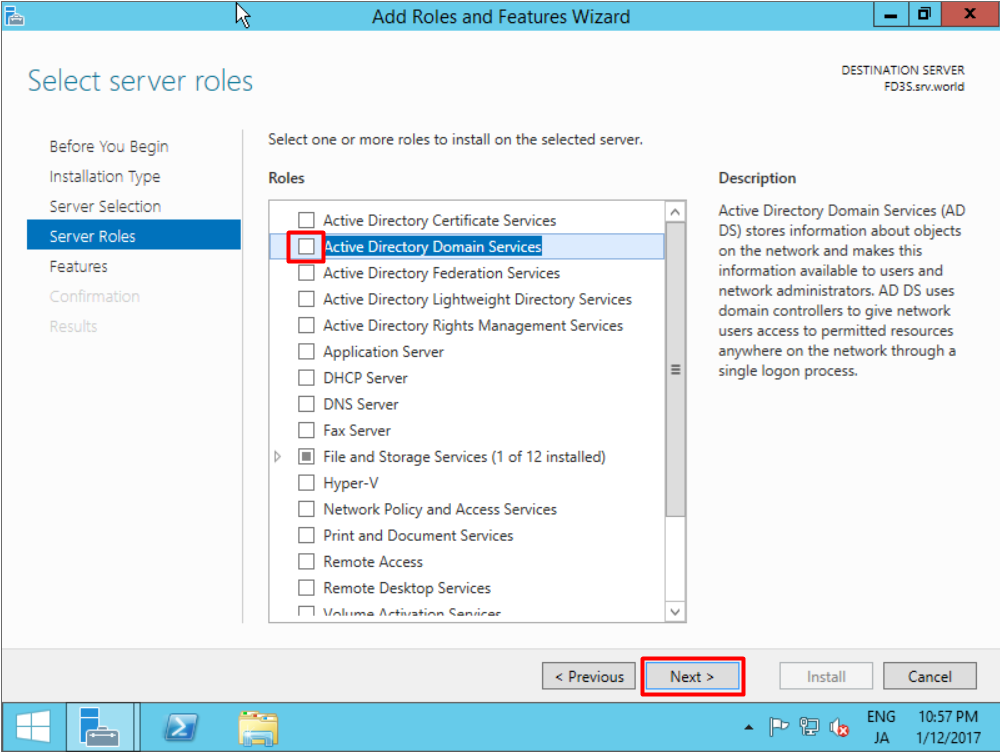 Add Roles and Features Wizard
Select server roles
DESTINATION SERVER
FD3S.srv.world
Before You Begin
Installation Type
Server Selection
Server Roles
Features
Confirmation
Results
Select one or more roles to install on the selected server.
Roles
Active Directory Certificate Services
Active Directory Domain Services
Active Directory Federation Services
Active Directory Lightweight Directory Services
Active Directory Rights Management Services
Application Server
DHCP Server
DNS Server
Fax Server
File and Storage Services (1 of 12 installed)
Hyper-V
Network Policy and Access Services
Print and Document Services
Remote Access
Remote Desktop Services
Volume Activation Services
Description
Active Directory Domain Services (AD
DS) stores information about objects
on the network and makes this
information available to users and
network administrators. AD DS uses
domain controllers to give network
users access to permitted resources
anywhere on the network through a
single logon process.
< Previous
Next >
Install
Cancel
ENG
JA
10:57 PM
1/12/2017